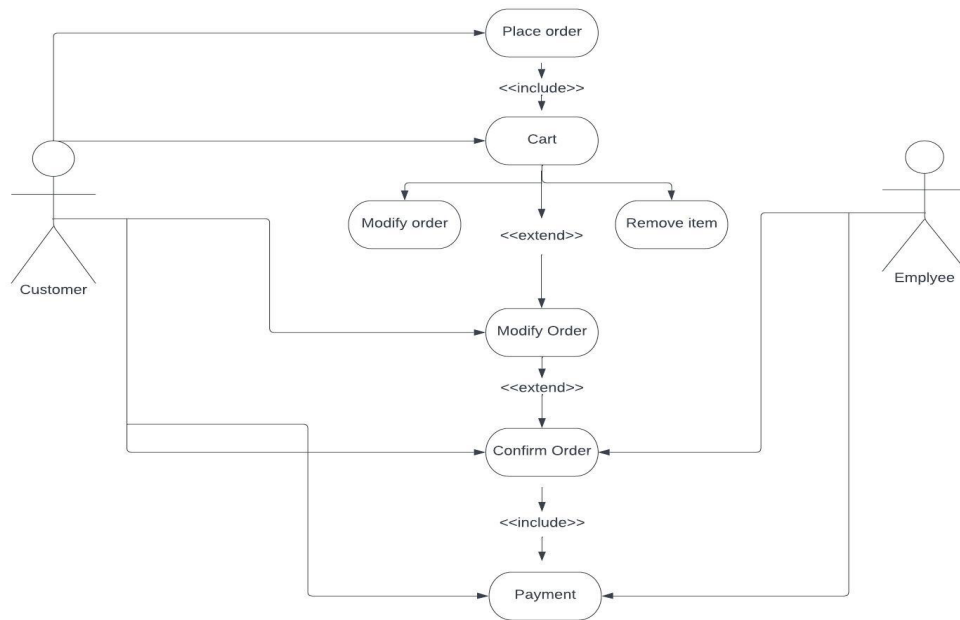 Place order
<<include>>
Cart
Modify order
<<extend>>
Remove item
Customer
Emplyee
Modify Order
<<extend>>
Confirm Order
<<include>>
Payment